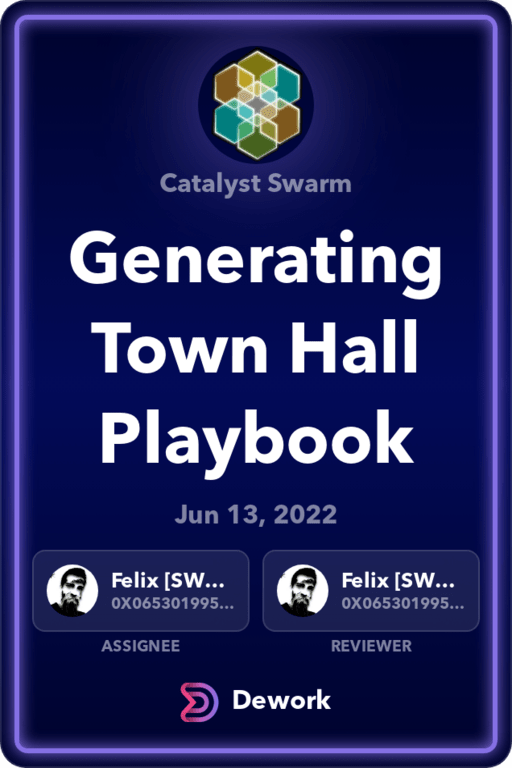 Catalyst Swarm
Generating
Town Hall
Playbook
Jun 13, 2022
Felix [SW...
0X065301995...
ASSIGNEE
Felix [SW...
0X065301995...
REVIEWER
Dework